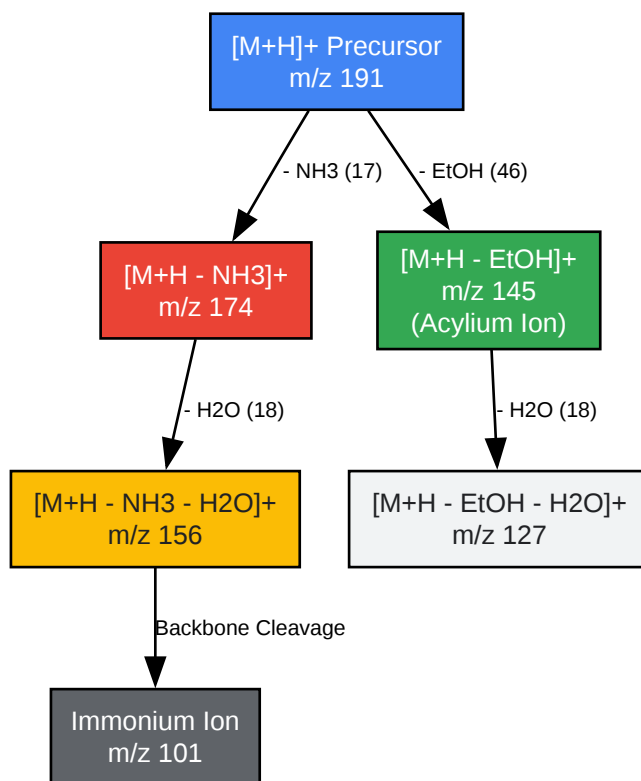 [M+H]+ Precursor
m/z 191
- NH3 (17)
- EtOH (46)
[M+H - NH3]+
m/z 174
[M+H - EtOH]+
m/z 145
(Acylium Ion)
- H2O (18)
- H2O (18)
[M+H - NH3 - H2O]+
m/z 156
[M+H - EtOH - H2O]+
m/z 127
Backbone Cleavage
Immonium Ion
m/z 101